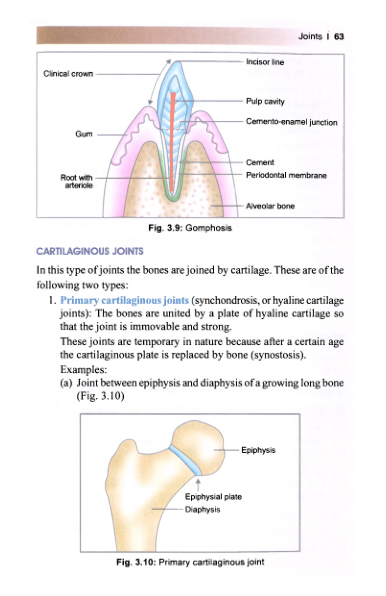 Joints | 63
Incisor line
Clinical crown
Pulp cavity
Cemento-enamel junction
Gum
Cement
Root with
arteriole
Periodontal membrane
Alveolar bone
Fig. 3.9: Gomphosis
CARTILAGINOUS JOINTS
In this type of joints the bones are joined by cartilage. These are of the
following two types:
1. Primary cartilaginous joints (synchondrosis, or hyaline cartilage
joints): The bones are united by a plate of hyaline cartilage so
that the joint is immovable and strong.
These joints are temporary in nature because after a certain age
the cartilaginous plate is replaced by bone (synostosis).
Examples:
(a) Joint between epiphysis and diaphysis of a growing long bone
(Fig. 3.10)
Epiphysis
Epiphysial plate
Diaphysis
Fig. 3.10: Primary cartilaginous joint